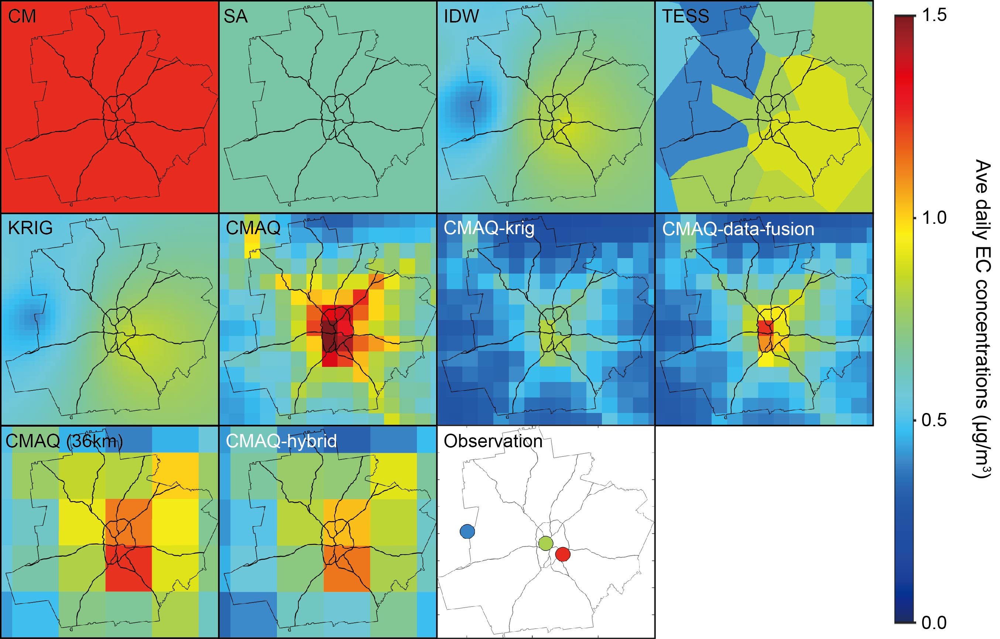 CM
SA
IDW
TESS
KRIG
CMAQ
CMAQ-krig
CMAQ-data-fusion
CMAQ (36km)
CMAQ-hybrid
Observation
1.5
1.0
0.5
0.0
Ave daily EC concentrations (µg/m³)